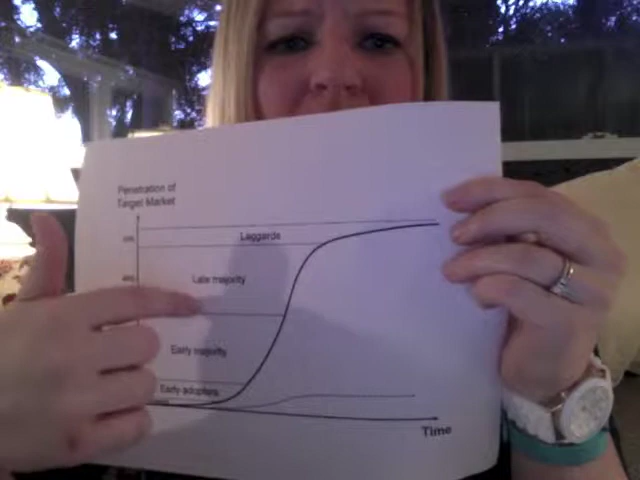 Penetration of
Target Market
Laggards
Late majority
Early majority
Early adopters
Time